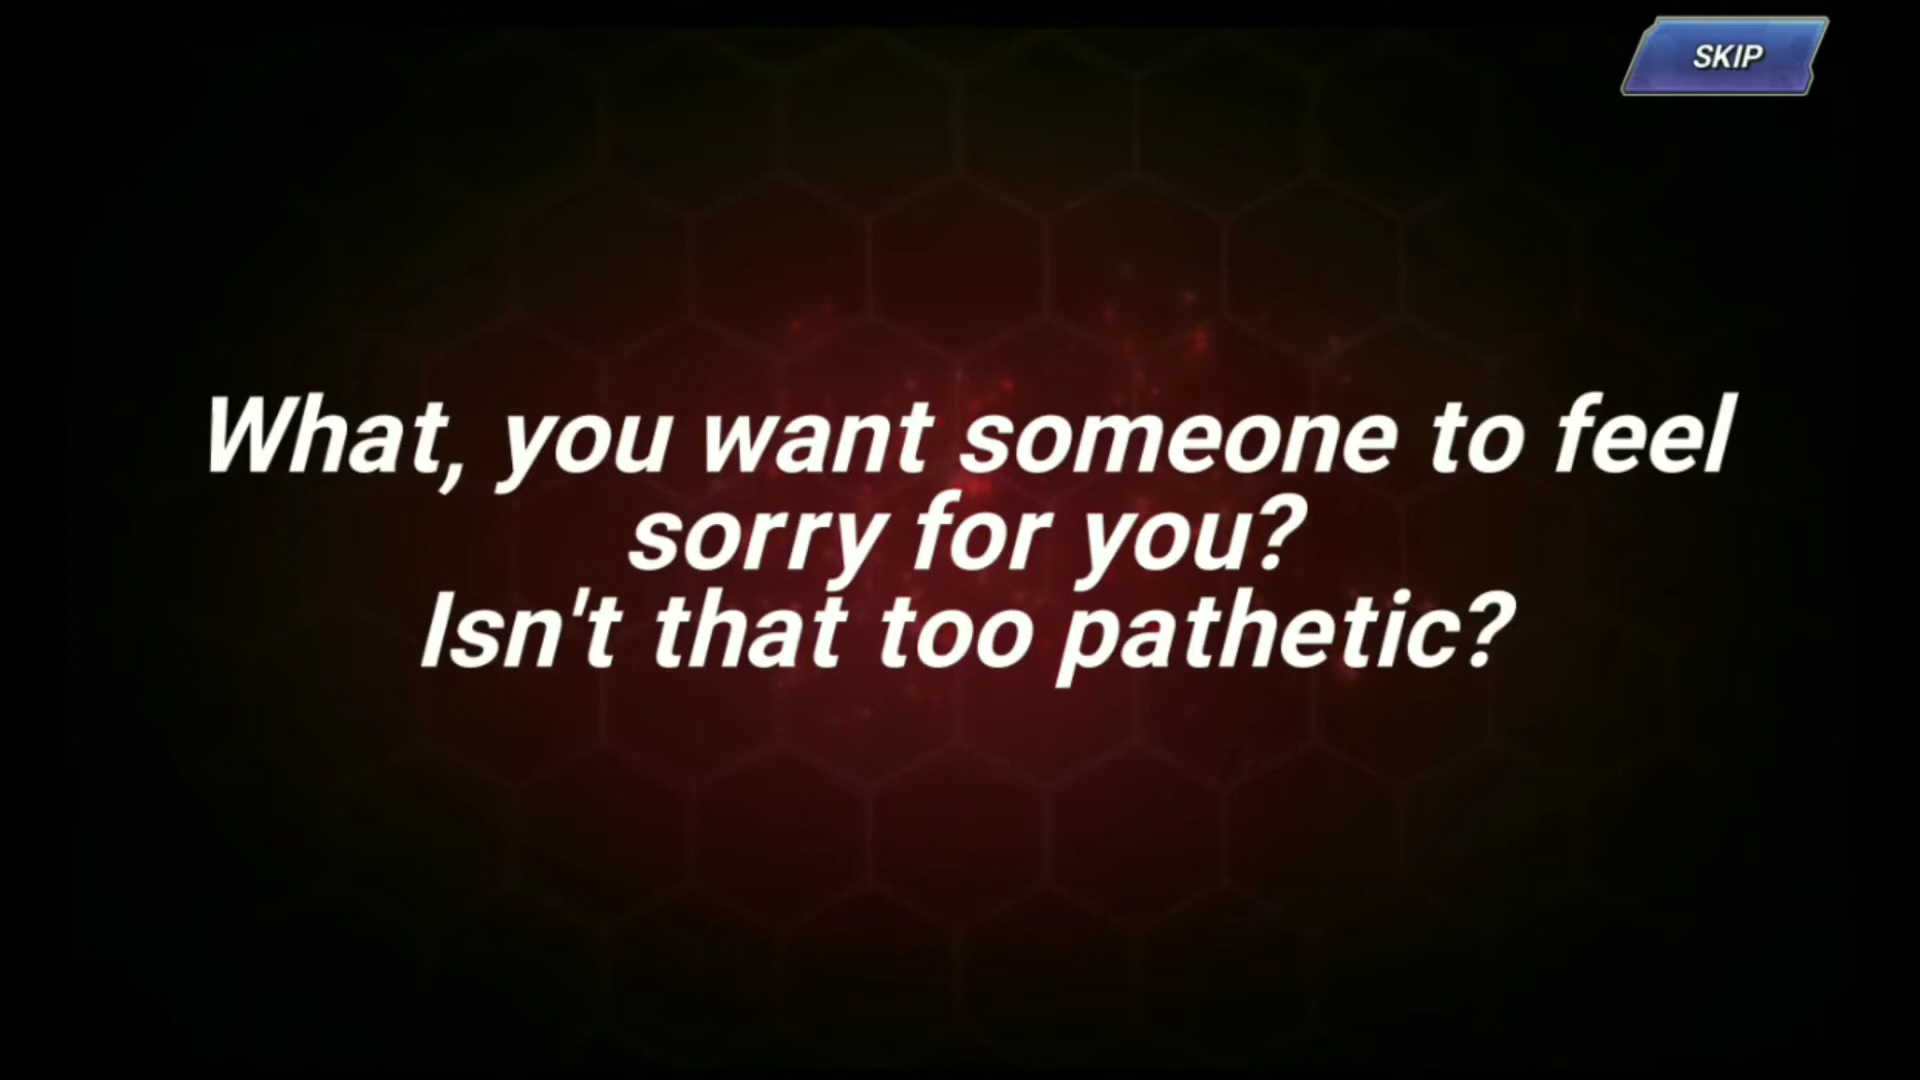 SKIP
What, you want someone to feel
sorry for you?
Isn't that too pathetic?